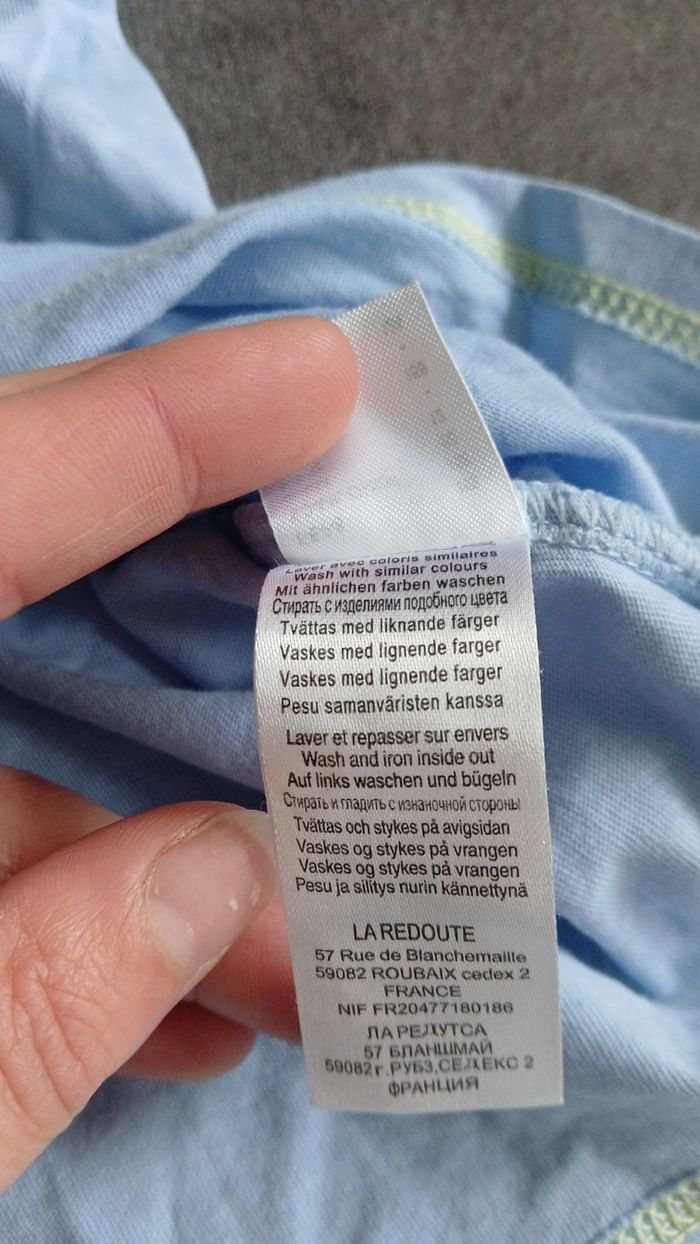 Laver avec coloris similaires
Wash with similar colours
Mit ähnlichen farben waschen
Стирать с изделиями подобного цвета
Tvättas med liknande färger
Vaskes med lignende farger
Vaskes med lignende farger
Pesu samanväristen kanssa
Laver et repasser sur envers
Wash and iron inside out
Auf links waschen und bügeln
Стирать и гладить с изнаночной стороны
Tvättas och stykes på avigsidan
Vaskes og stykes på vrangen
Vaskes og stykes på vrangen
Pesu ja silitys nurin kännettynä
LA REDOUTE
57 Rue de Blanchemaille
59082 ROUBAIX cedex 2
FRANCE
NIF FR20477180186
ЛА РЕДУТСА
57 БЛАНШМАЙ
59082г.РУБЗ,СЕДЕКС 2
ФРАНЦИЯ